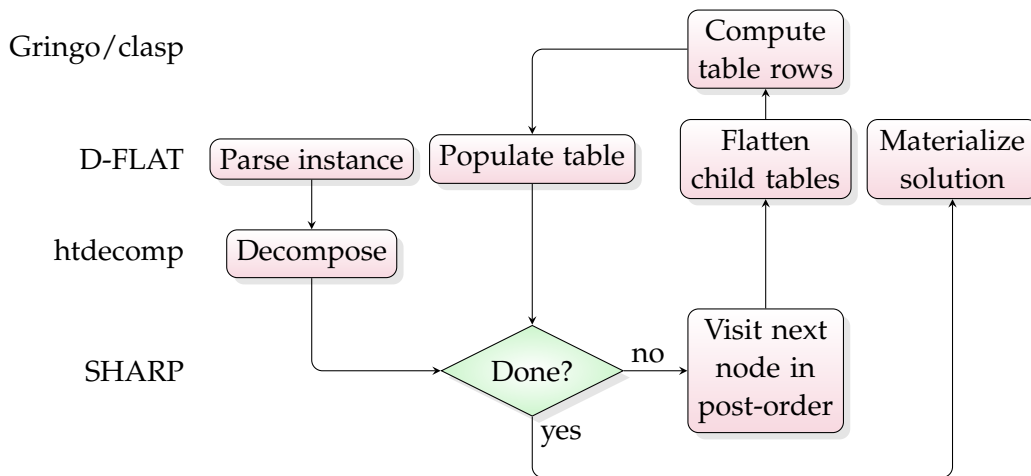 Gringo/clasp
Compute
table rows
D-FLAT
Parse instance
Populate table
Flatten
child tables
Materialize
solution
htdecomp
Decompose
SHARP
Done?
no
yes
Visit next
node in
post-order